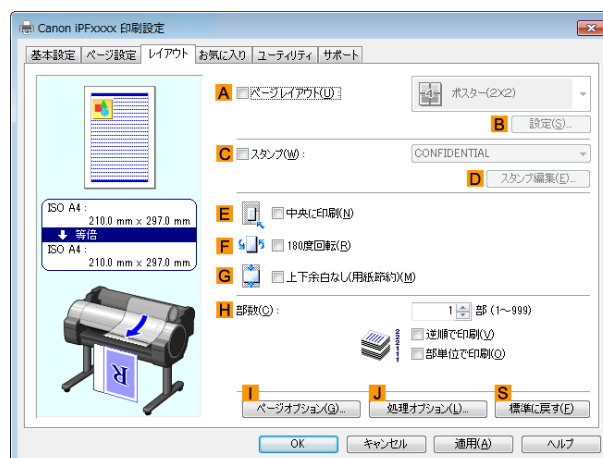 Canon iPFxxxx 印刷設定
基本設定 ページ設定 レイアウト お気に入り ユーティリティ サポート
A ページレイアウト(U) 4 ポスター(2X2)
B 設定(S)...
C スタンプ(W) : CONFIDENTIAL
D スタンプ編集(E)...
ISO A4 :
210.0 mm x 297.0 mm
等倍
ISO A4 :
210.0 mm x 297.0 mm
E 中央に印刷(N)
F 180度回転(R)
G 上下余白なし(用紙節約)(M)
H 部数(C) : 1 部 (1～999)
逆順で印刷(V)
部単位で印刷(O)
R
I J S
ページオプション(G)... 処理オプション(L)... 標準に戻す(F)
OK キャンセル 適用(A) ヘルプ